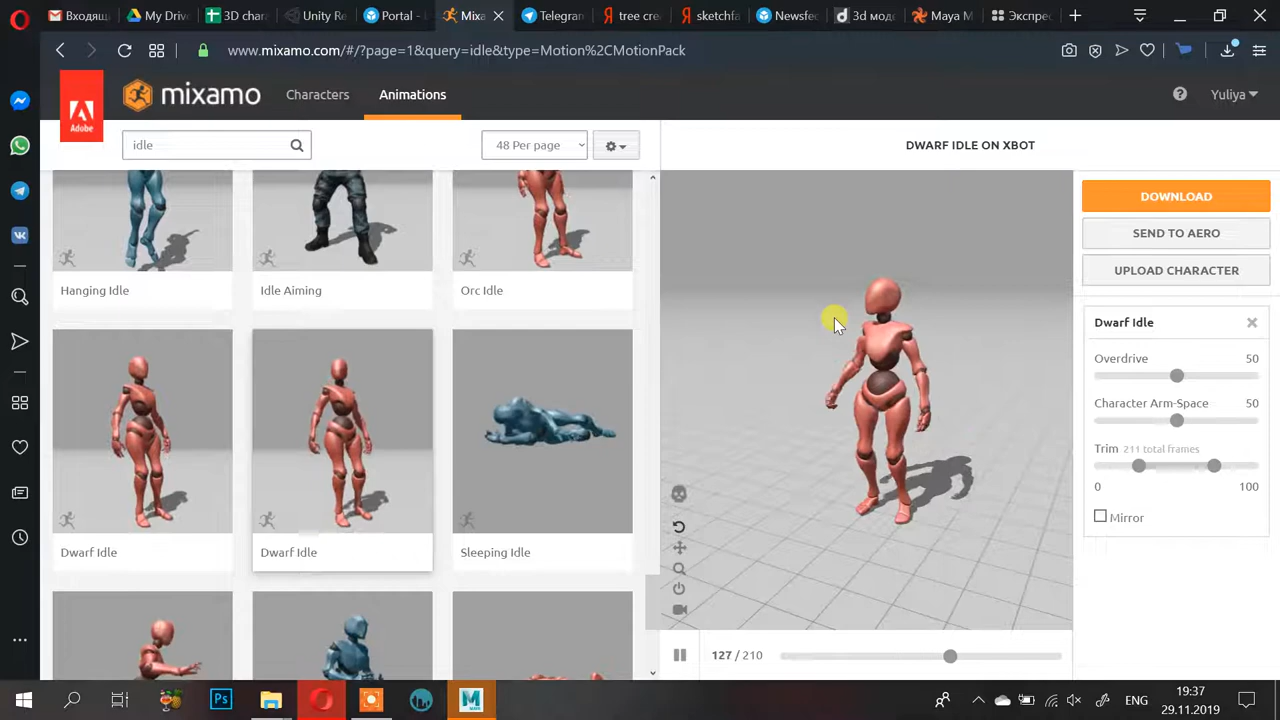 Входящ
My Driv
3D char
Unity Re
Portal -
Mixa
Telegram
tree cre
sketchfa
Newsfee
3d мод
Maya M
Экспрес
www.mixamo.com/#/?page=1&query=idle&type=Motion%2CMotionPack
Adobe
mixamo
Characters
Animations
Yuliya
idle
48 Per page
DWARF IDLE ON XBOT
DOWNLOAD
SEND TO AERO
UPLOAD CHARACTER
Hanging Idle
Idle Aiming
Orc Idle
Dwarf Idle
Overdrive 50
Character Arm-Space 50
Trim 211 total frames
0 100
Mirror
Dwarf Idle
Dwarf Idle
Sleeping Idle
127 / 210
Ps
ENG
19:37
29.11.2019